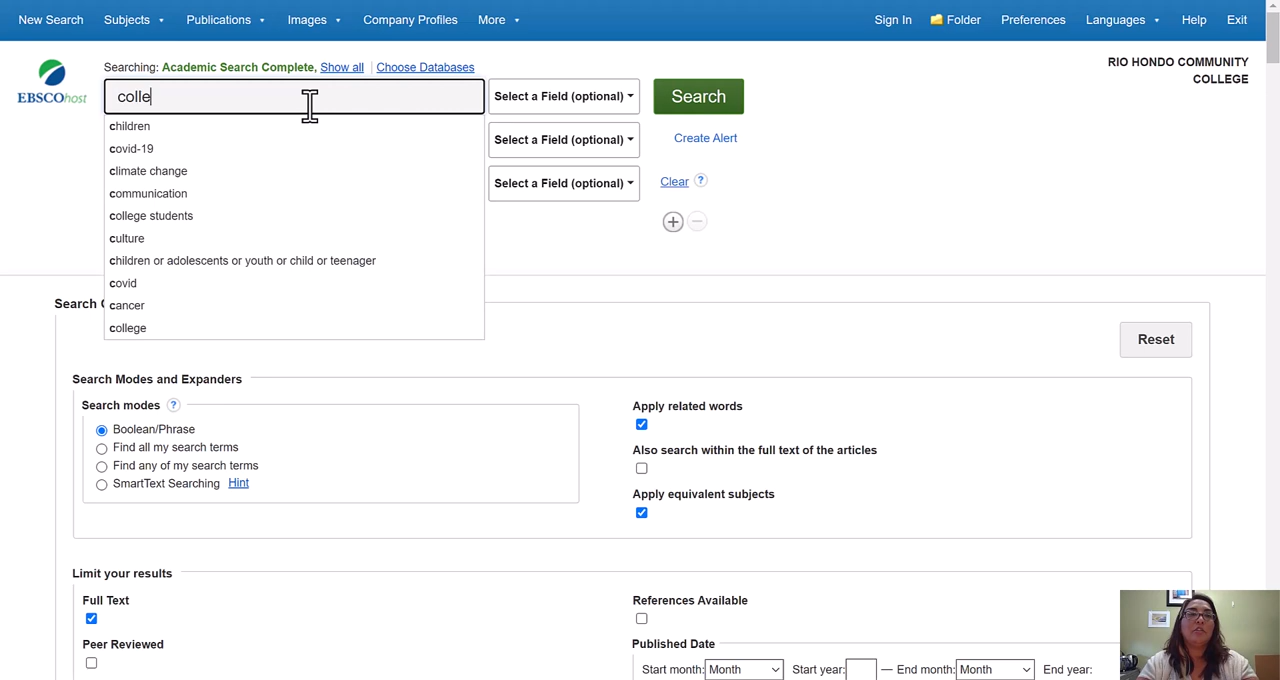 New Search Subjects Publications Images Company Profiles More Sign In Folder Preferences Languages Help Exit
Searching: Academic Search Complete, Show all Choose Databases
RIO HONDO COMMUNITY
COLLEGE
EBSCOhost
colle Select a Field (optional) Search
children
covid-19 Select a Field (optional) Create Alert
climate change
communication Select a Field (optional) Clear ?
college students
culture
children or adolescents or youth or child or teenager
covid
cancer
college
Search
Reset
Search Modes and Expanders
Search modes ?
Boolean/Phrase
Find all my search terms
Find any of my search terms
SmartText Searching Hint
Apply related words
Also search within the full text of the articles
Apply equivalent subjects
Limit your results
Full Text
References Available
Peer Reviewed
Published Date
Start month: Month Start year: — End month: Month End year: